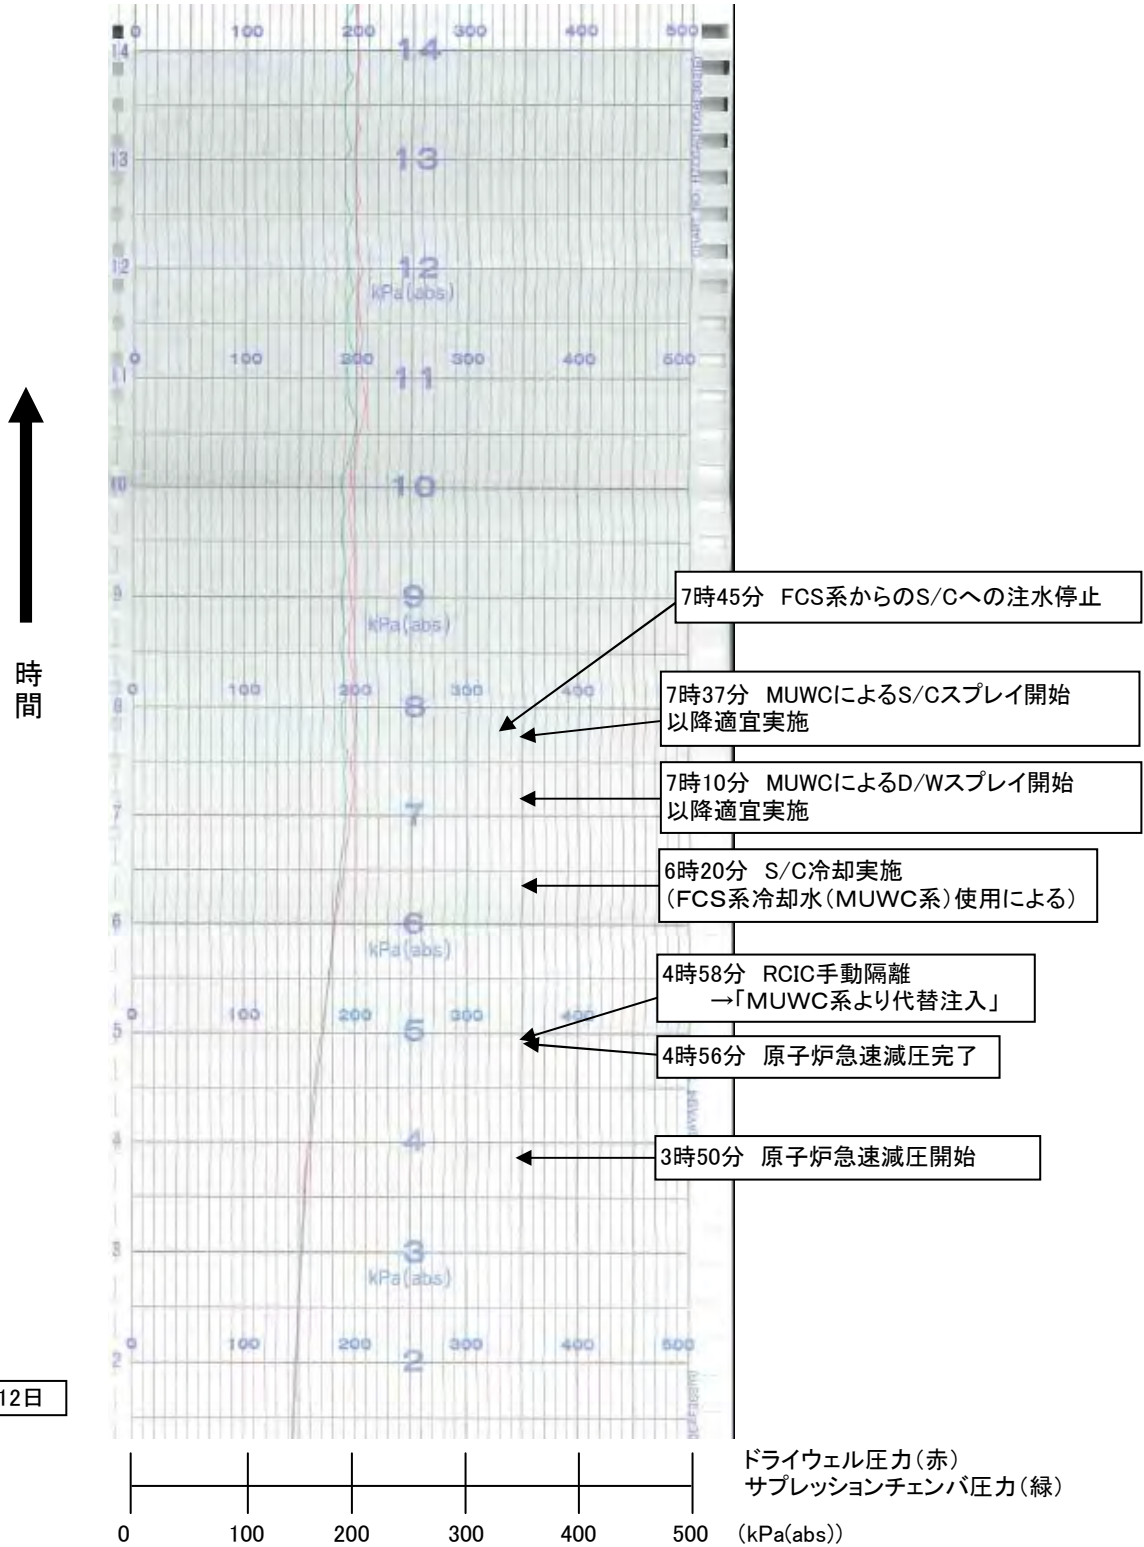 0 100 200 300 400 500
14 14
13 13
12 12
kPa(abs)
0 100 200 300 400 500
11 11
10 10
9 9
kPa(abs)
7時45分 FCS系からのS/Cへの注水停止
0 100 200 300 400
8 8
7時37分 MUWCによるS/Cスプレイ開始
以降適宜実施
7時10分 MUWCによるD/Wスプレイ開始
以降適宜実施
7 7
6時20分 S/C冷却実施
(FCS系冷却水(MUWC系)使用による)
6 6
kPa(abs)
4時58分 RCIC手動隔離
→「MUWC系より代替注入」
0 100 200 300 400
5 5
4時56分 原子炉急速減圧完了
4 4
3時50分 原子炉急速減圧開始
3 3
kPa(abs)
0 100 200 300 400 500
2 2
時間
12日
ドライウェル圧力(赤)
サプレッションチェンバ圧力(緑)
0 100 200 300 400 500 (kPa(abs))